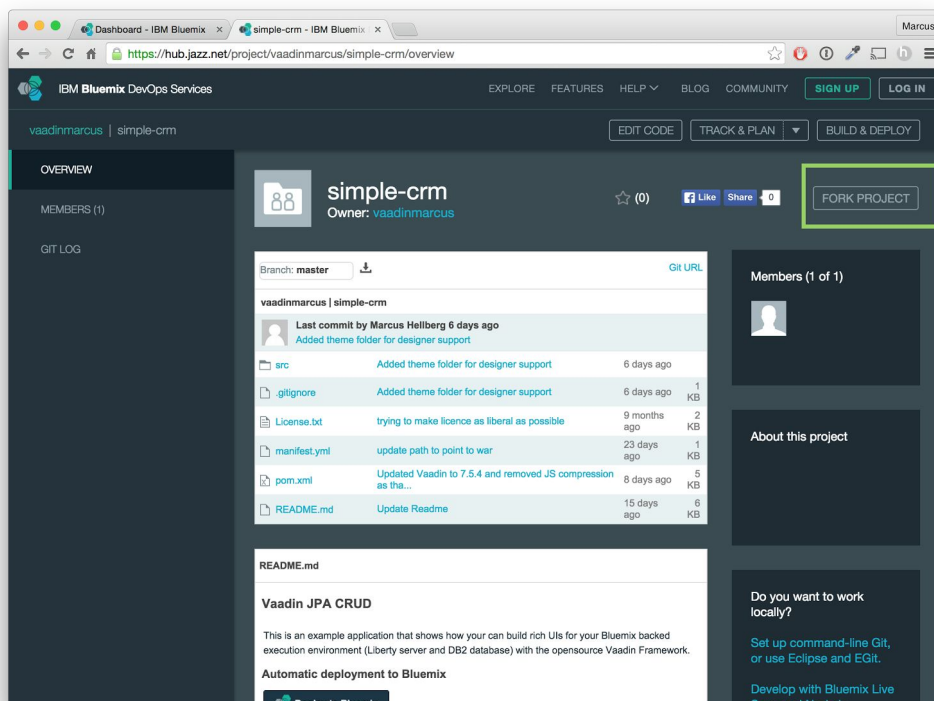 Dashboard - IBM Bluemix
simple-crm - IBM Bluemix
Marcus
https://hub.jazz.net/project/vaadinmarcus/simple-crm/overview
IBM Bluemix DevOps Services
EXPLORE FEATURES HELP BLOG COMMUNITY SIGN UP LOG IN
vaadinmarcus | simple-crm
EDIT CODE TRACK & PLAN BUILD & DEPLOY
OVERVIEW
MEMBERS (1)
GIT LOG
simple-crm
Owner: vaadinmarcus
(0)
Like Share 0
FORK PROJECT
Branch: master
Git URL
vaadinmarcus | simple-crm
Last commit by Marcus Hellberg 6 days ago
Added theme folder for designer support
src Added theme folder for designer support 6 days ago
.gitignore Added theme folder for designer support 6 days ago 1
KB
License.txt trying to make licence as liberal as possible 9 months 2
ago KB
manifest.yml update path to point to war 23 days 1
ago KB
pom.xml Updated Vaadin to 7.5.4 and removed JS compression 8 days ago 5
as tha... KB
README.md Update Readme 15 days 6
ago KB
README.md
Vaadin JPA CRUD
This is an example application that shows how your can build rich UIs for your Bluemix backed
execution environment (Liberty server and DB2 database) with the opensource Vaadin Framework.
Automatic deployment to Bluemix
Members (1 of 1)
About this project
Do you want to work
locally?
Set up command-line Git,
or use Eclipse and EGit.
Develop with Bluemix Live